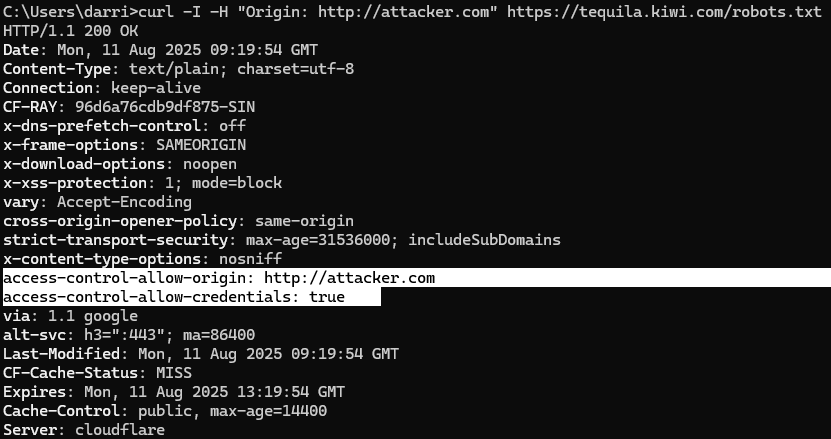 C:\Users\darri>curl -I -H "Origin: http://attacker.com" https://tequila.kiwi.com/robots.txt
HTTP/1.1 200 OK
Date: Mon, 11 Aug 2025 09:19:54 GMT
Content-Type: text/plain; charset=utf-8
Connection: keep-alive
CF-RAY: 96d6a76cdb9df875-SIN
x-dns-prefetch-control: off
x-frame-options: SAMEORIGIN
x-download-options: noopen
x-xss-protection: 1; mode=block
vary: Accept-Encoding
cross-origin-opener-policy: same-origin
strict-transport-security: max-age=31536000; includeSubDomains
x-content-type-options: nosniff
access-control-allow-origin: http://attacker.com
access-control-allow-credentials: true
via: 1.1 google
alt-svc: h3=":443"; ma=86400
Last-Modified: Mon, 11 Aug 2025 09:19:54 GMT
CF-Cache-Status: MISS
Expires: Mon, 11 Aug 2025 13:19:54 GMT
Cache-Control: public, max-age=14400
Server: cloudflare